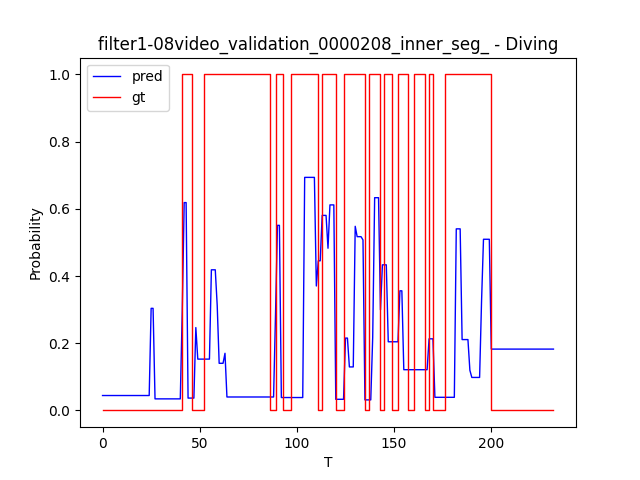 filter1-08video_validation_0000208_inner_seg_ - Diving
pred
gt
1.0
0.8
0.6
0.4
0.2
0.0
Probability
0
50
100
150
200
T